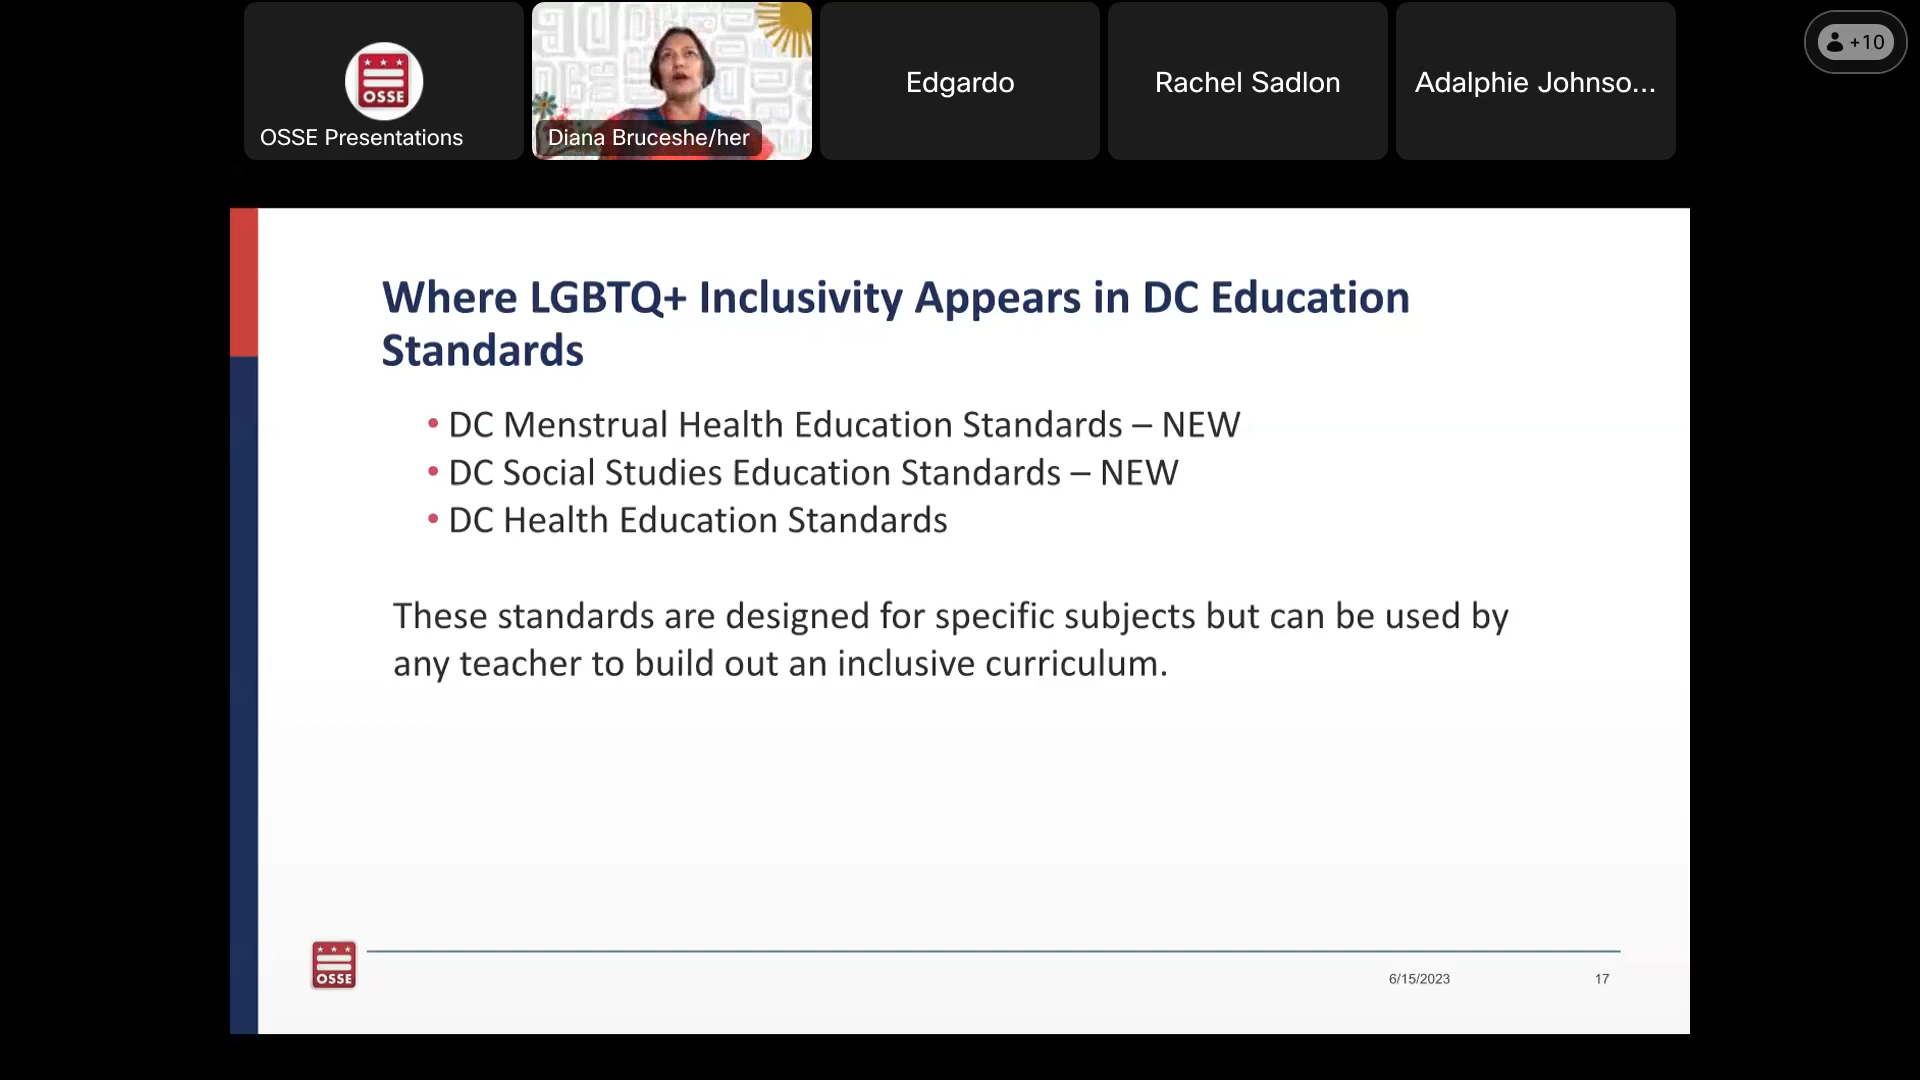 OSSE
OSSE Presentations
Diana Bruceshe/her
Edgardo
Rachel Sadlon
Adalphie Johnso...
+10
Where LGBTQ+ Inclusivity Appears in DC Education
Standards
• DC Menstrual Health Education Standards – NEW
• DC Social Studies Education Standards – NEW
• DC Health Education Standards
These standards are designed for specific subjects but can be used by
any teacher to build out an inclusive curriculum.
OSSE
6/15/2023
17